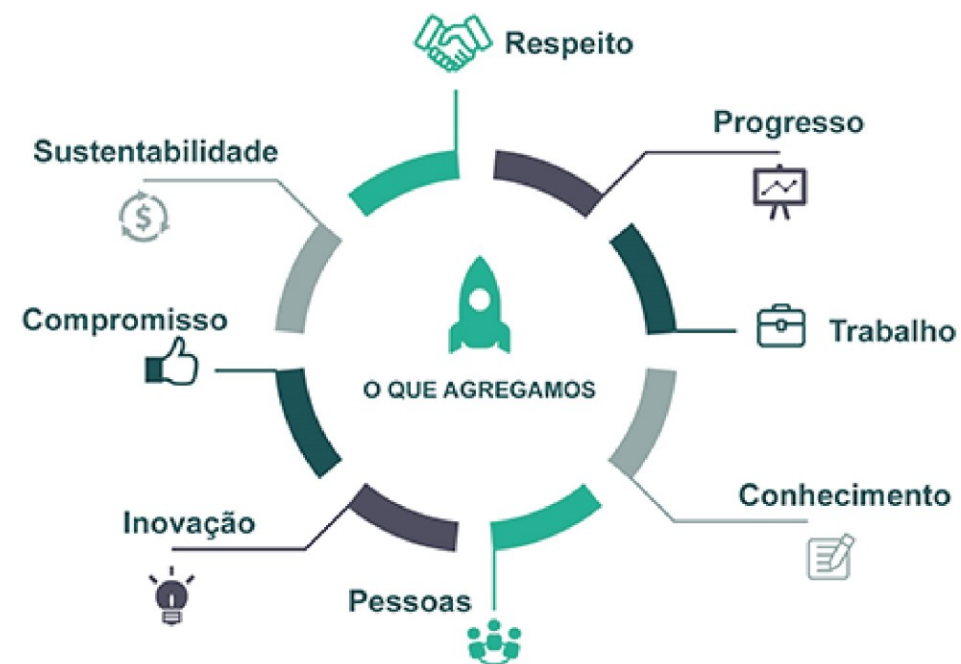 Respeito
Progresso
Sustentabilidade
Compromisso
Trabalho
O QUE AGREGAMOS
Conhecimento
Inovação
Pessoas